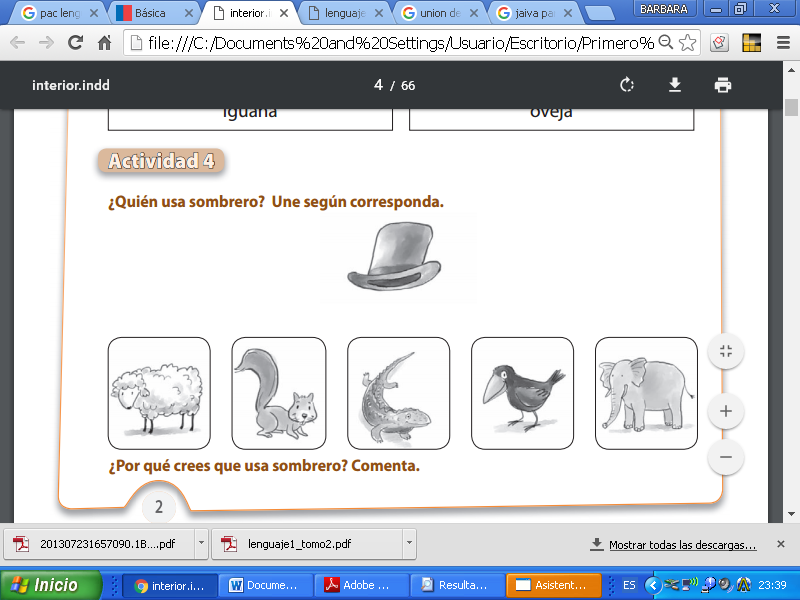 pac leng
Básica
interior.i
lenguaje
union de
jaiva pa
BARBARA
file:///C:/Documents%20and%20Settings/Usuario/Escritorio/Primero%
interior.indd
4 / 66
iguana
oveja
Actividad 4
¿Quién usa sombrero? Une según corresponda.
¿Por qué crees que usa sombrero? Comenta.
2
201307231657090.1B....pdf
lenguaje1_tomo2.pdf
Mostrar todas las descargas...
Inicio
interior.i...
Docume...
Adobe ...
Resulta...
Asistent...
ES
23:39